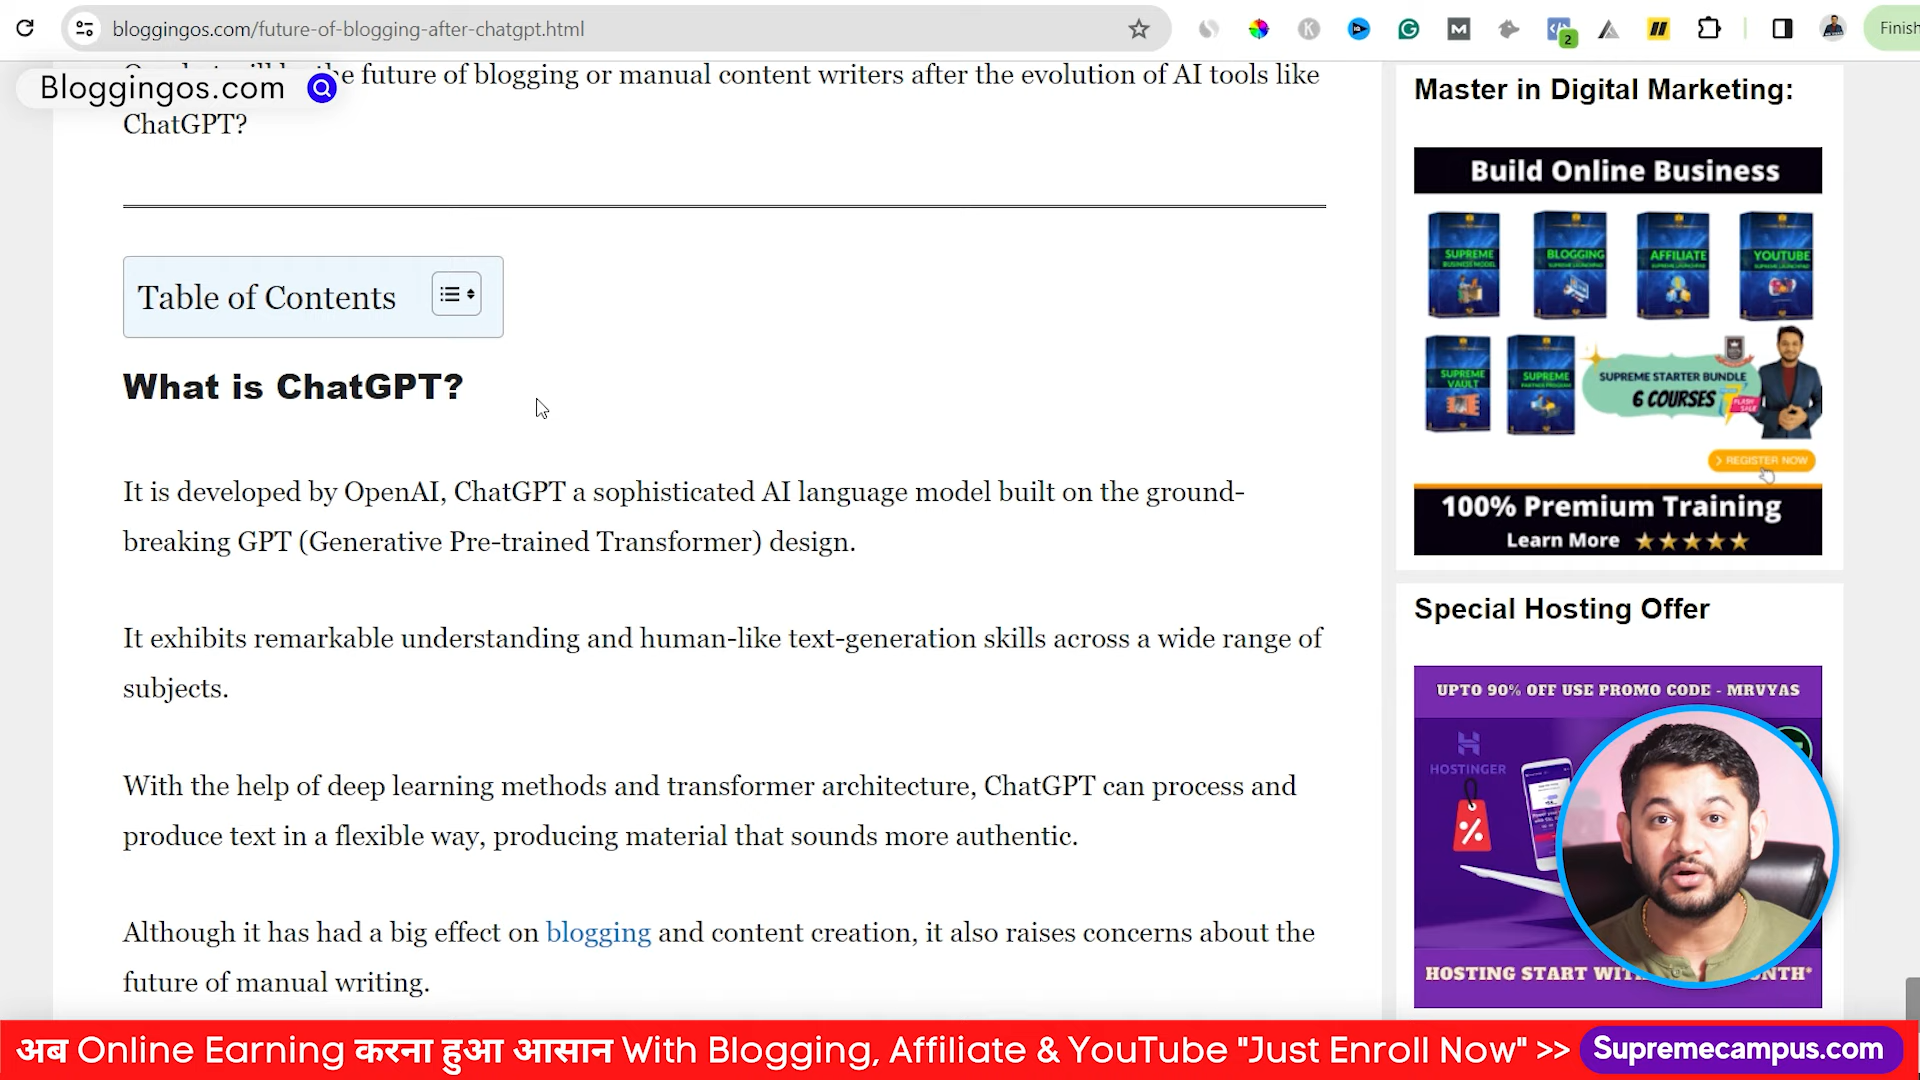 bloggingos.com/future-of-blogging-after-chatgpt.html
2
Finish
Bloggingos.com
the future of blogging or manual content writers after the evolution of AI tools like
ChatGPT?
Table of Contents
What is ChatGPT?
It is developed by OpenAI, ChatGPT a sophisticated AI language model built on the ground-
breaking GPT (Generative Pre-trained Transformer) design.
It exhibits remarkable understanding and human-like text-generation skills across a wide range of
subjects.
With the help of deep learning methods and transformer architecture, ChatGPT can process and
produce text in a flexible way, producing material that sounds more authentic.
Although it has had a big effect on blogging and content creation, it also raises concerns about the
future of manual writing.
Master in Digital Marketing:
Build Online Business
SUPREME
BUSINESS MODEL
BLOGGING
SUPREME LAUNCHPAD
AFFILIATE
SUPREME LAUNCHPAD
YOUTUBE
SUPREME LAUNCHPAD
SUPREME
VAULT
SUPREME
PARTNER PROGRAM
SUPREME STARTER BUNDLE
6 COURSES
FLASH
SALE
> REGISTER NOW
100% Premium Training
Learn More
Special Hosting Offer
UPTO 90% OFF USE PROMO CODE - MRVYAS
HOSTINGER
%
HOSTING START
अब Online Earning करना हुआ आसान With Blogging, Affiliate & YouTube "Just Enroll Now" >> Supremecampus.com